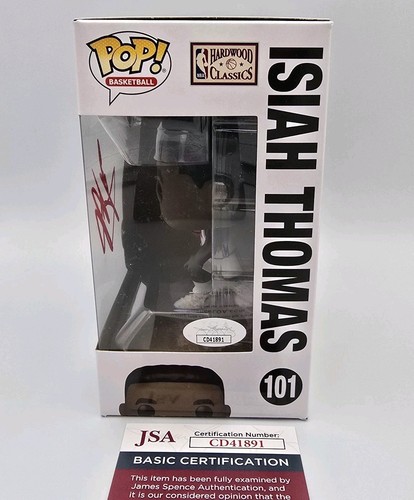 POP!
BASKETBALL
NBA
HARDWOOD
CLASSICS
ISIAH THOMAS
101
CD41891
JSA
Certification Number:
CD41891
BASIC CERTIFICATION
This item has been fully examined by
James Spence Authentication, and
it is our considered opinion that the